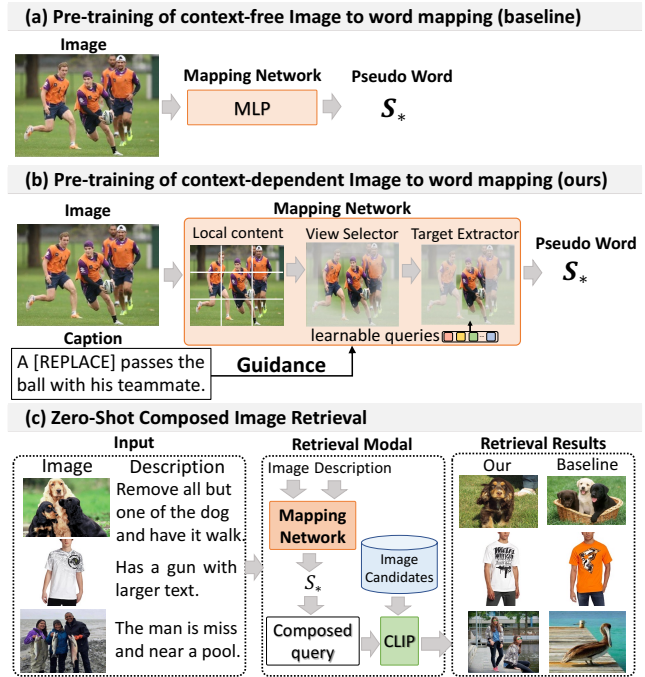 (a) Pre-training of context-free Image to word mapping (baseline)
Image
Mapping Network
Pseudo Word
MLP
S*
(b) Pre-training of context-dependent Image to word mapping (ours)
Image
Mapping Network
Local content
View Selector
Target Extractor
Pseudo Word
S*
learnable queries
Caption
A [REPLACE] passes the
ball with his teammate.
Guidance
(c) Zero-Shot Composed Image Retrieval
Input
Retrieval Modal
Retrieval Results
Image
Description
Image Description
Our
Baseline
Remove all but
one of the dog
and have it walk.
Mapping
Network
Image
Candidates
Has a gun with
larger text.
S*
The man is miss
and near a pool.
Composed
query
CLIP